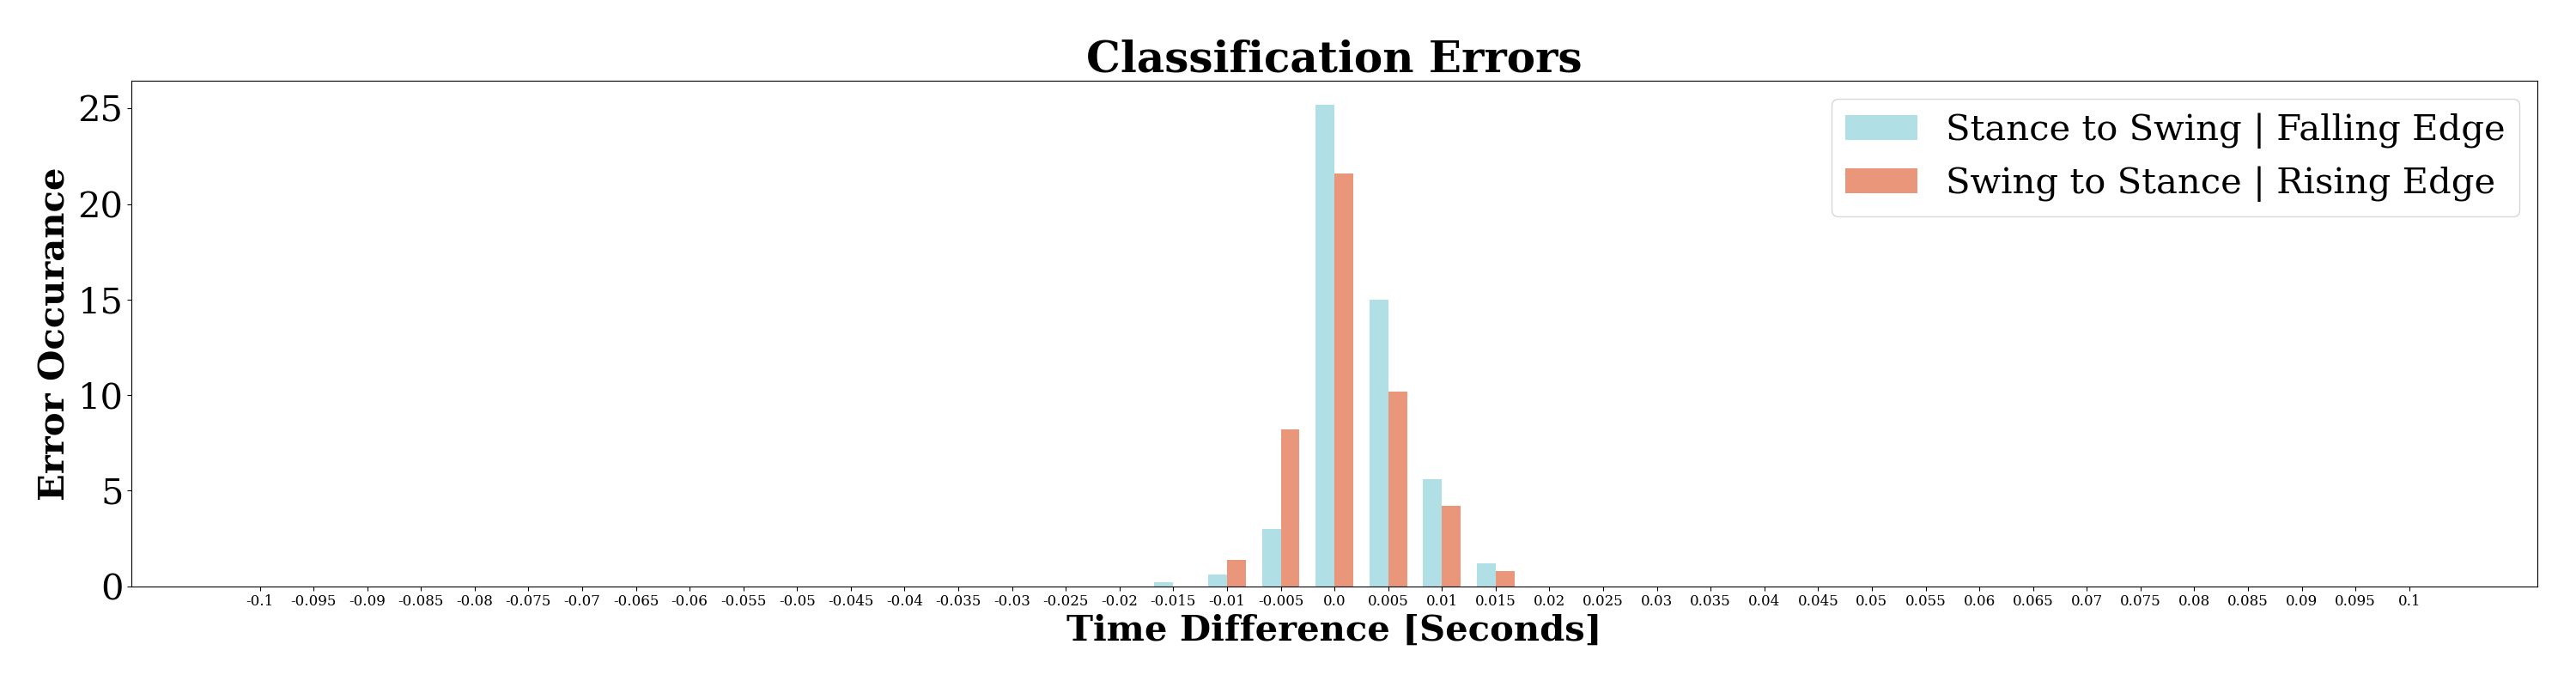 Classification Errors
Error Occurance
25
20
15
10
5
0
Stance to Swing | Falling Edge
Swing to Stance | Rising Edge
-0.1 -0.095 -0.09 -0.085 -0.08 -0.075 -0.07 -0.065 -0.06 -0.055 -0.05 -0.045 -0.04 -0.035 -0.03 -0.025 -0.02 -0.015 -0.01 -0.005 0.0 0.005 0.01 0.015 0.02 0.025 0.03 0.035 0.04 0.045 0.05 0.055 0.06 0.065 0.07 0.075 0.08 0.085 0.09 0.095 0.1
Time Difference [Seconds]